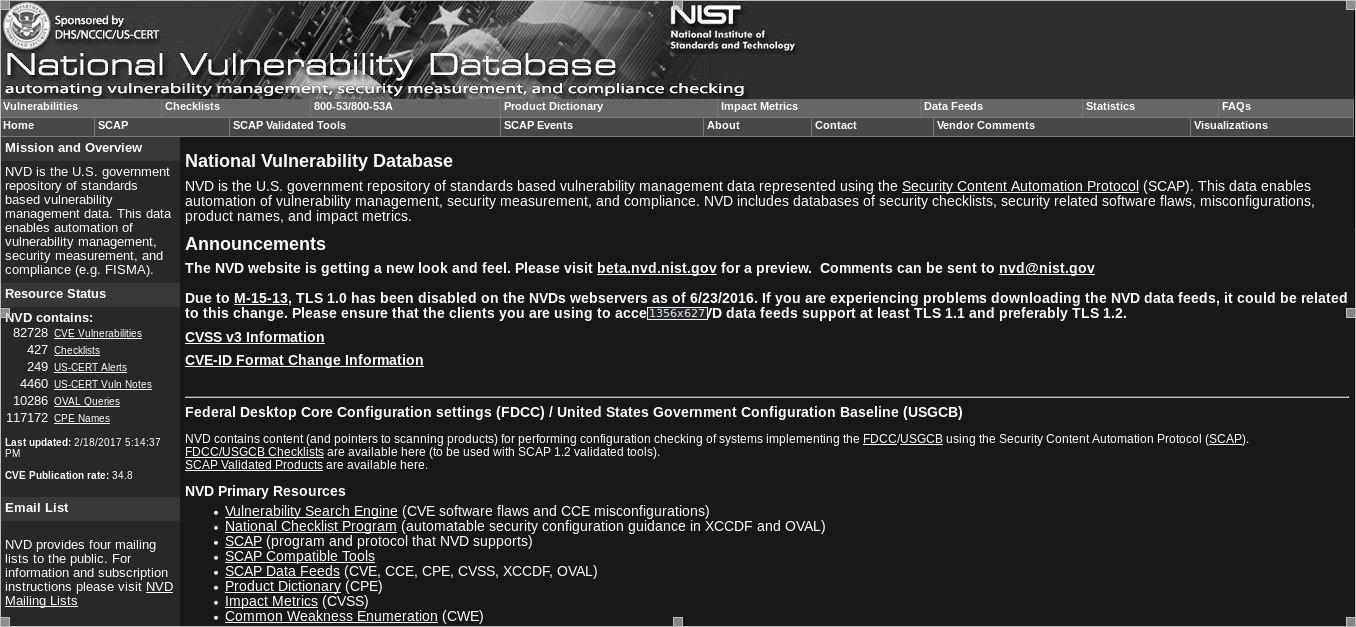 Sponsored by
DHS/NCCIC/US-CERT
NIST
National Institute of
Standards and Technology
National Vulnerability Database
automating vulnerability management, security measurement, and compliance checking
Vulnerabilities Checklists 800-53/800-53A Product Dictionary Impact Metrics Data Feeds Statistics FAQs
Home SCAP SCAP Validated Tools SCAP Events About Contact Vendor Comments Visualizations
Mission and Overview
NVD is the U.S. government
repository of standards
based vulnerability
management data. This data
enables automation of
vulnerability management,
security measurement, and
compliance (e.g. FISMA).
Resource Status
NVD contains:
82728 CVE Vulnerabilities
427 Checklists
249 US-CERT Alerts
4460 US-CERT Vuln Notes
10286 OVAL Queries
117172 CPE Names
Last updated: 2/18/2017 5:14:37
PM
CVE Publication rate: 34.8
Email List
NVD provides four mailing
lists to the public. For
information and subscription
instructions please visit NVD
Mailing Lists
National Vulnerability Database
NVD is the U.S. government repository of standards based vulnerability management data represented using the Security Content Automation Protocol (SCAP). This data enables
automation of vulnerability management, security measurement, and compliance. NVD includes databases of security checklists, security related software flaws, misconfigurations,
product names, and impact metrics.
Announcements
The NVD website is getting a new look and feel. Please visit beta.nvd.nist.gov for a preview.  Comments can be sent to nvd@nist.gov
Due to M-15-13, TLS 1.0 has been disabled on the NVDs webservers as of 6/23/2016. If you are experiencing problems downloading the NVD data feeds, it could be related
to this change. Please ensure that the clients you are using to acce 1356x627 /D data feeds support at least TLS 1.1 and preferably TLS 1.2.
CVSS v3 Information
CVE-ID Format Change Information
Federal Desktop Core Configuration settings (FDCC) / United States Government Configuration Baseline (USGCB)
NVD contains content (and pointers to scanning products) for performing configuration checking of systems implementing the FDCC/USGCB using the Security Content Automation Protocol (SCAP).
FDCC/USGCB Checklists are available here (to be used with SCAP 1.2 validated tools).
SCAP Validated Products are available here.
NVD Primary Resources
• Vulnerability Search Engine (CVE software flaws and CCE misconfigurations)
• National Checklist Program (automatable security configuration guidance in XCCDF and OVAL)
• SCAP (program and protocol that NVD supports)
• SCAP Compatible Tools
• SCAP Data Feeds (CVE, CCE, CPE, CVSS, XCCDF, OVAL)
• Product Dictionary (CPE)
• Impact Metrics (CVSS)
• Common Weakness Enumeration (CWE)